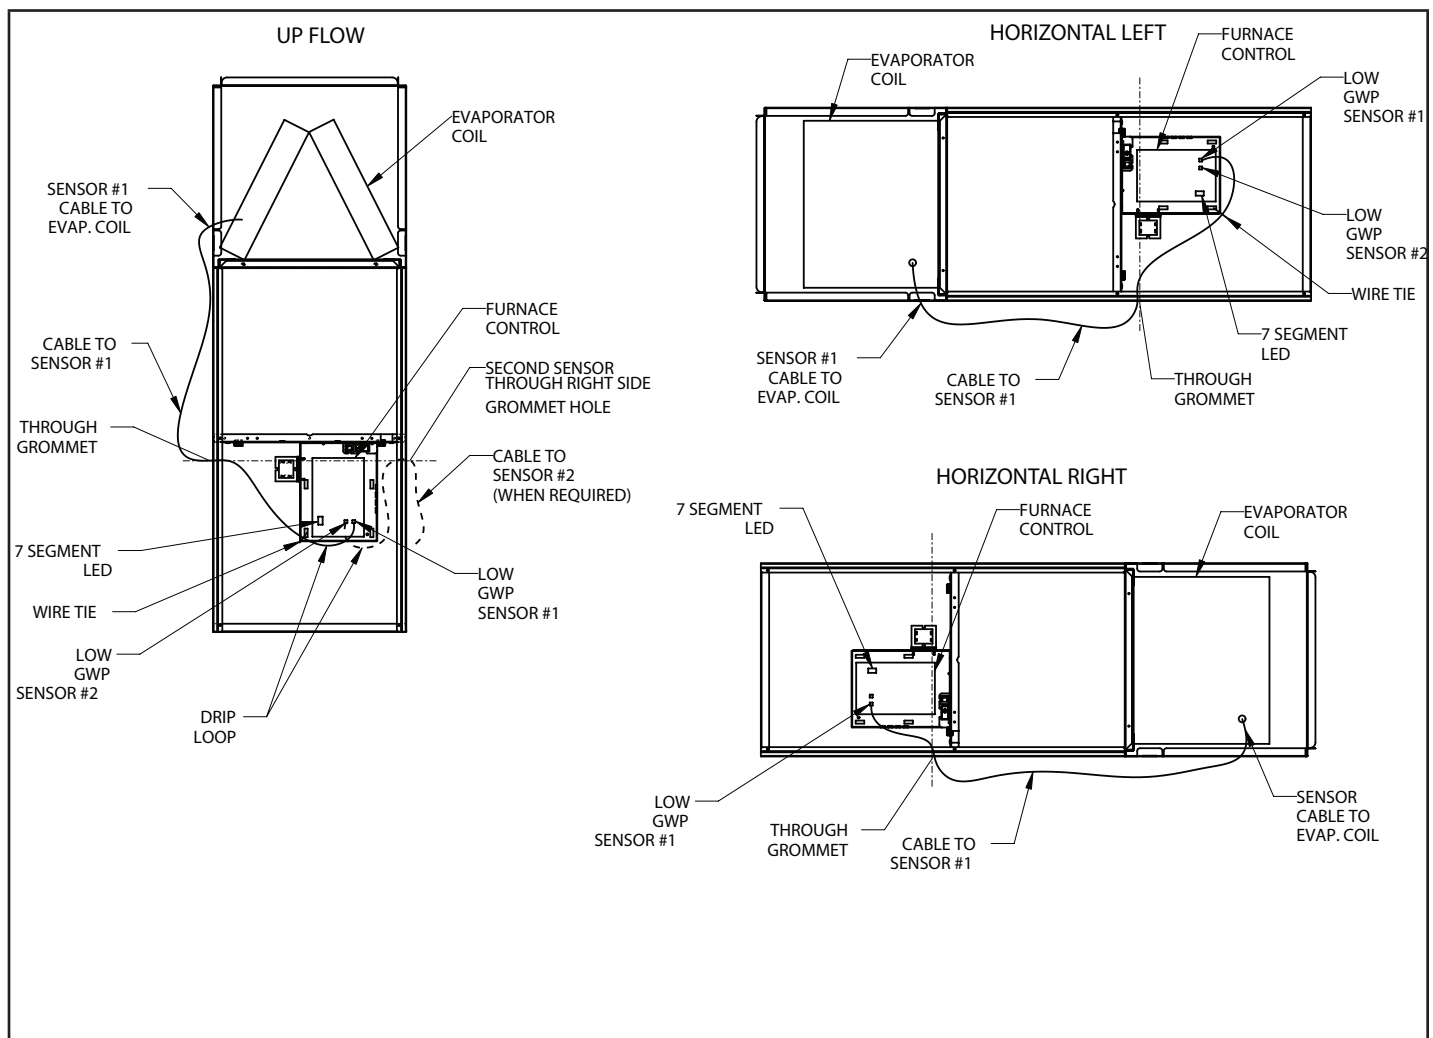 UP FLOW
EVAPORATOR
COIL
SENSOR #1
CABLE TO
EVAP. COIL
FURNACE
CONTROL
CABLE TO
SENSOR #1
SECOND SENSOR
THROUGH RIGHT SIDE
GROMMET HOLE
THROUGH
GROMMET
CABLE TO
SENSOR #2
(WHEN REQUIRED)
7 SEGMENT
LED
LOW
GWP
SENSOR #1
WIRE TIE
LOW
GWP
SENSOR #2
DRIP
LOOP
HORIZONTAL LEFT
FURNACE
CONTROL
EVAPORATOR
COIL
LOW
GWP
SENSOR #1
LOW
GWP
SENSOR #2
WIRE TIE
7 SEGMENT
LED
SENSOR #1
CABLE TO
EVAP. COIL
CABLE TO
SENSOR #1
THROUGH
GROMMET
HORIZONTAL RIGHT
7 SEGMENT
LED
FURNACE
CONTROL
EVAPORATOR
COIL
LOW
GWP
SENSOR #1
THROUGH
GROMMET
CABLE TO
SENSOR #1
SENSOR
CABLE TO
EVAP. COIL